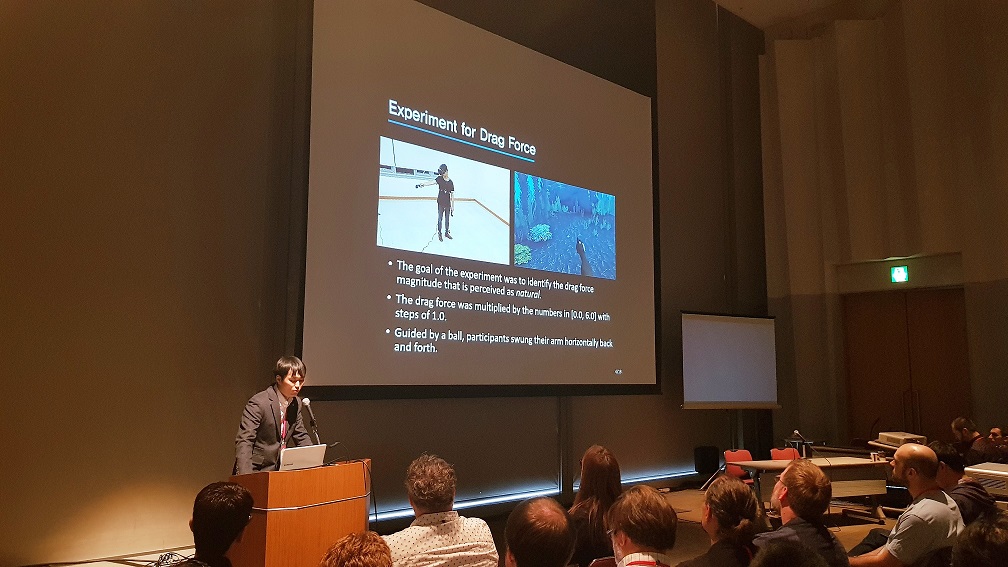 Experiment for Drag Force
• The goal of the experiment was to identify the drag force
magnitude that is perceived as natural.
• The drag force was multiplied by the numbers in [0.0, 6.0] with
steps of 1.0.
• Guided by a ball, participants swung their arm horizontally back
and forth.